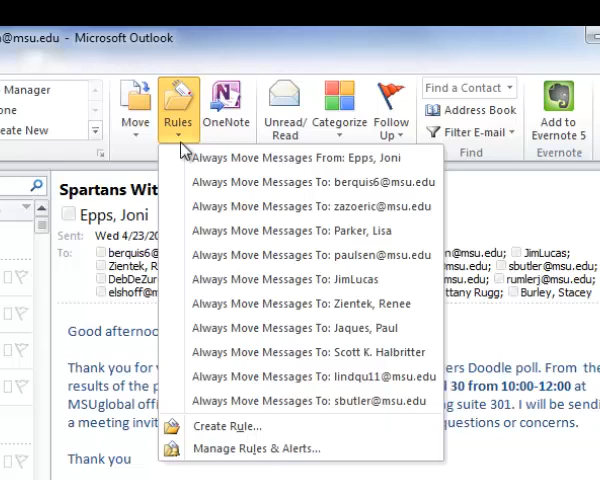 @msu.edu - Microsoft Outlook
Manager
one
eate New
Move
Rules
OneNote
Unread/
Read
Categorize
Follow
Up
Find a Contact
Address Book
Filter E-mail
Find
Add to
Evernote 5
Evernote
Always Move Messages From: Epps, Joni
Always Move Messages To: berquis6@msu.edu
Always Move Messages To: zazoeric@msu.edu
Always Move Messages To: Parker, Lisa
Always Move Messages To: paulsen@msu.edu
Always Move Messages To: JimLucas
Always Move Messages To: Zientek, Renee
Always Move Messages To: Jaques, Paul
Always Move Messages To: Scott K. Halbritter
Always Move Messages To: lindqu11@msu.edu
Always Move Messages To: sbutler@msu.edu
Create Rule...
Manage Rules & Alerts...
Spartans Wit
Epps, Joni
Sent: Wed 4/23/20
To: berquis6@m n@msu.edu; JimLucas;
Zientek, R msu.edu; sbutler@msu.edu;
DebDeZur msu.edu; rumlerj@msu.edu;
elshoff@m ttany Rugg; Burley, Stacey
Good afternoo
Thank you for ers Doodle poll. From the
results of the p 30 from 10:00-12:00 at
MSUglobal offi g suite 301. I will be sendi
a meeting invit questions or concerns.
Thank you